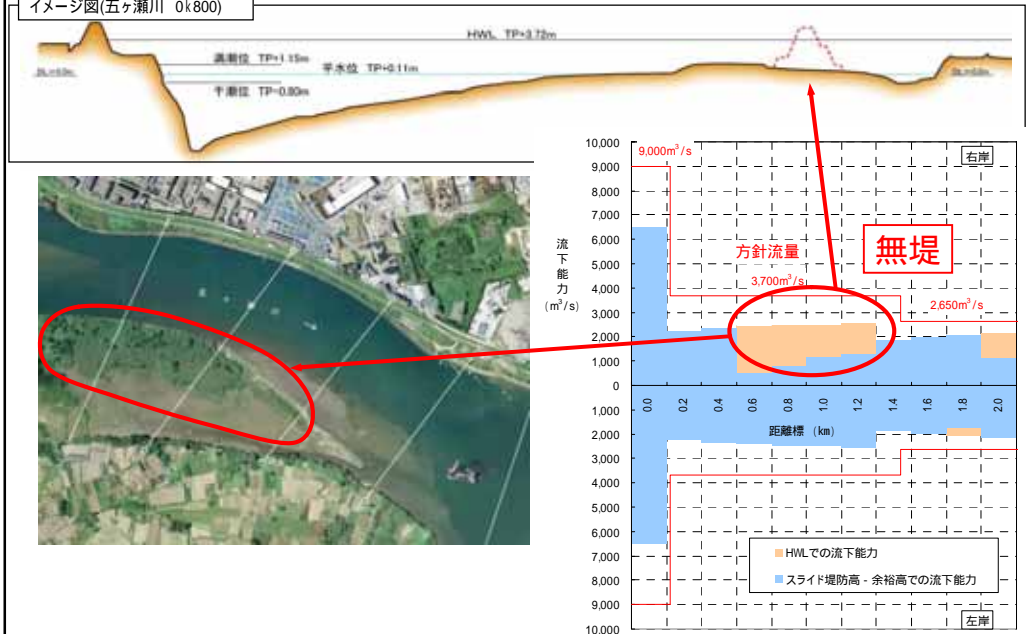 イメージ図(五ヶ瀬川 0k800)
HWL TP+3.72m
満潮位 TP+1.15m
平水位 TP+0.11m
干潮位 TP-0.80m
10,000
9,000
8,000
7,000
6,000
5,000
4,000
3,000
2,000
1,000
0
1,000
2,000
3,000
4,000
5,000
6,000
7,000
8,000
9,000
10,000
流下能力
(m³/s)
9,000m³/s
右岸
方針流量
3,700m³/s
無堤
2,650m³/s
0.0
0.2
0.4
0.6
0.8
1.0
1.2
1.4
1.6
1.8
2.0
距離標 (km)
HWLでの流下能力
スライド堤防高 - 余裕高での流下能力
左岸